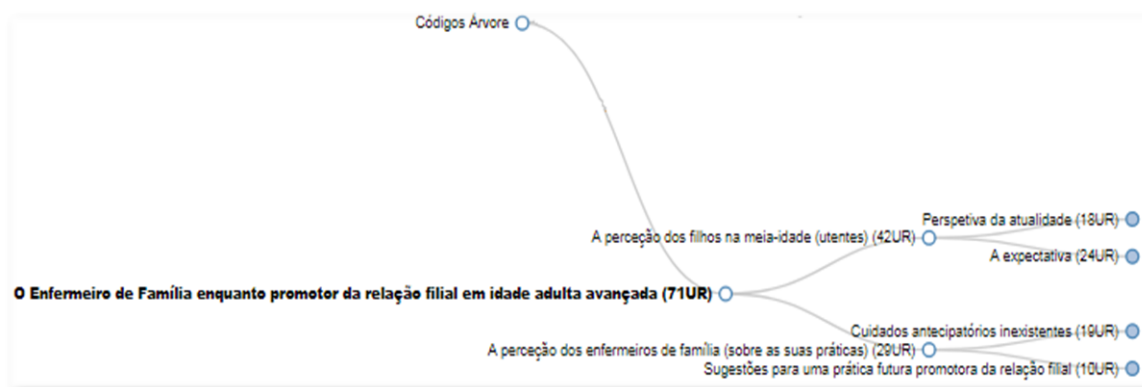 Códigos Árvore
Perspetiva da atualidade (18UR)
A perceção dos filhos na meia-idade (utentes) (42UR)
A expectativa (24UR)
O Enfermeiro de Família enquanto promotor da relação filial em idade adulta avançada (71UR)
Cuidados antecipatórios inexistentes (19UR)
A perceção dos enfermeiros de família (sobre as suas práticas) (29UR)
Sugestões para uma prática futura promotora da relação filial (10UR)